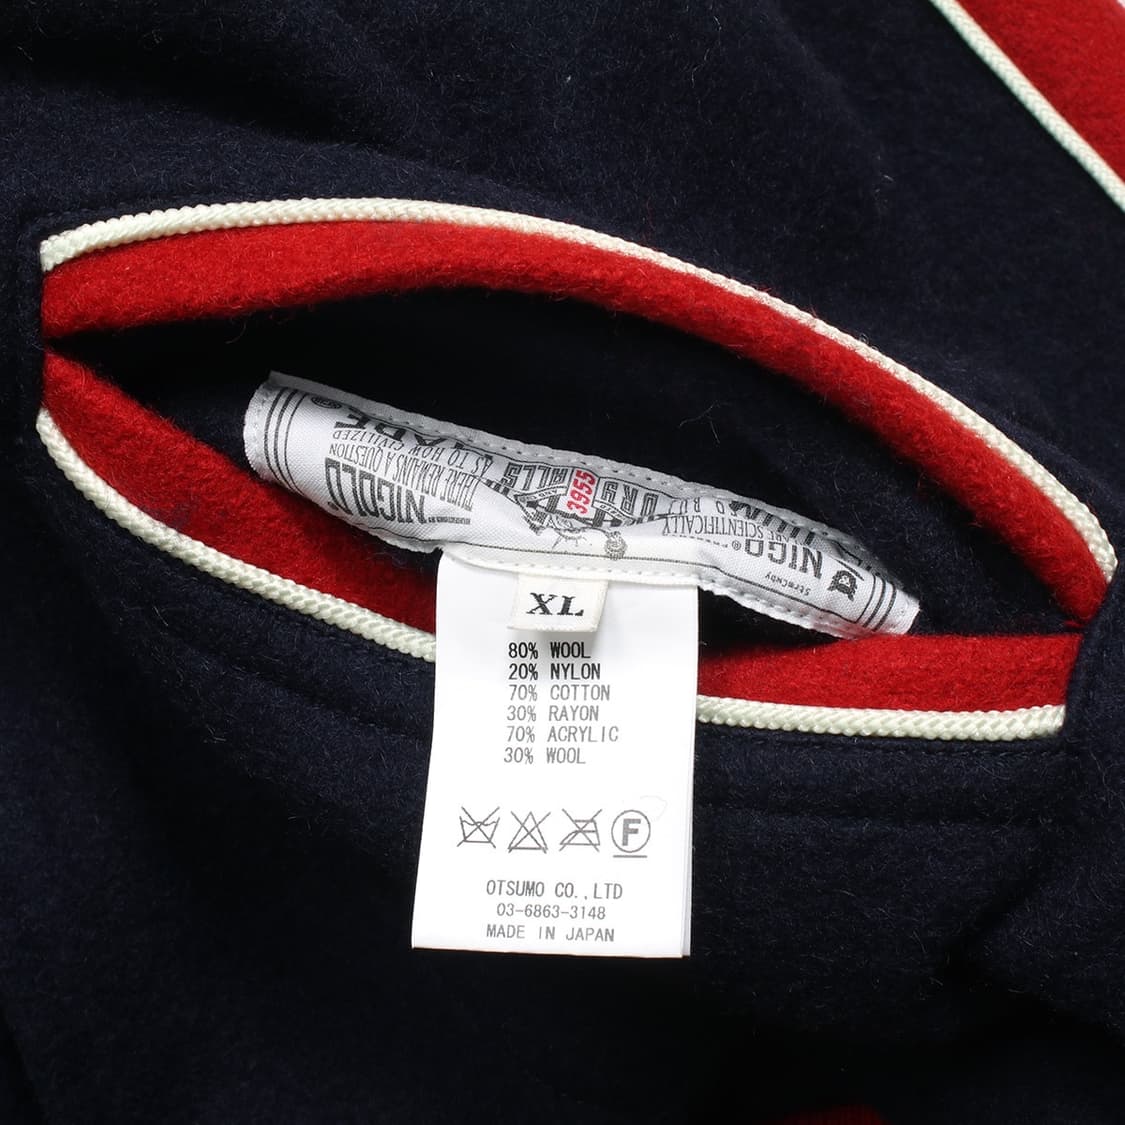 NIGOLD
THERE REMAINS A QUESTION
AS TO HOW CIVILIZED
MADE
3955
NIGO®
XL
80% WOOL
20% NYLON
70% COTTON
30% RAYON
70% ACRYLIC
30% WOOL
F
OTSUMO CO.,LTD
03-6863-3148
MADE IN JAPAN